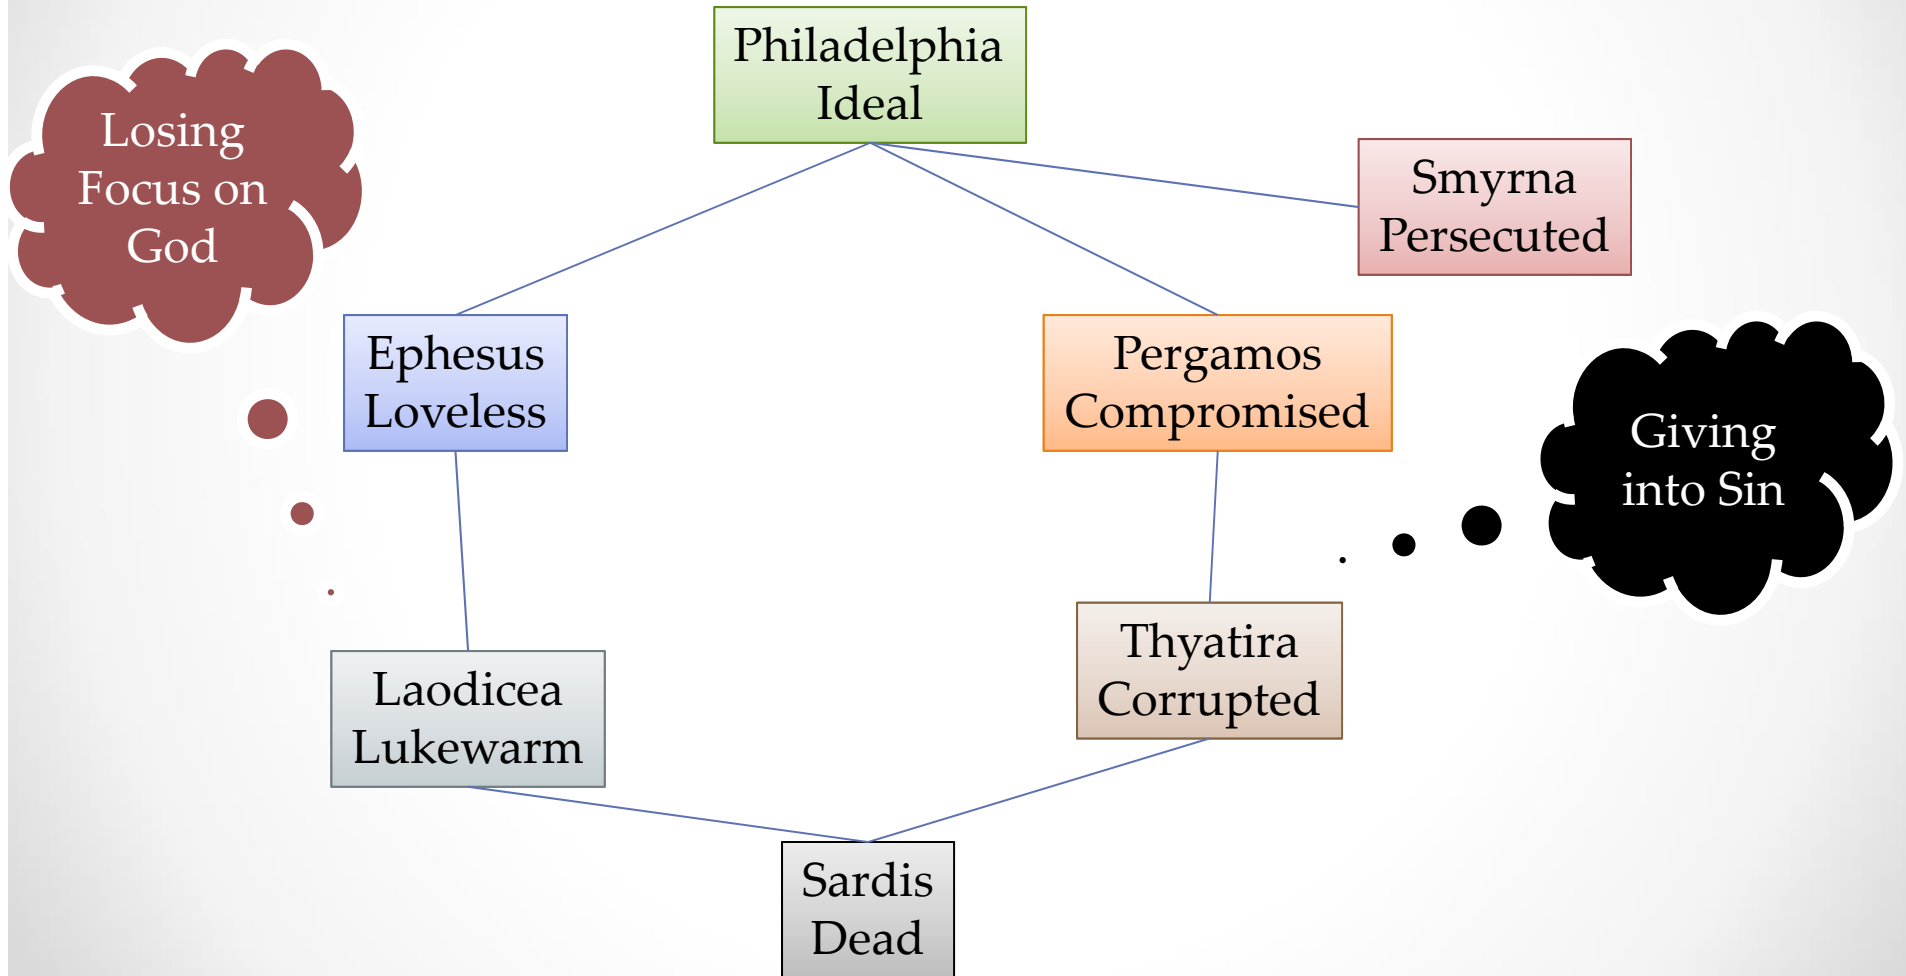 Philadelphia
Ideal
Losing
Focus on
God
Smyrna
Persecuted
Ephesus
Loveless
Pergamos
Compromised
Giving
into Sin
Laodicea
Lukewarm
Thyatira
Corrupted
Sardis
Dead